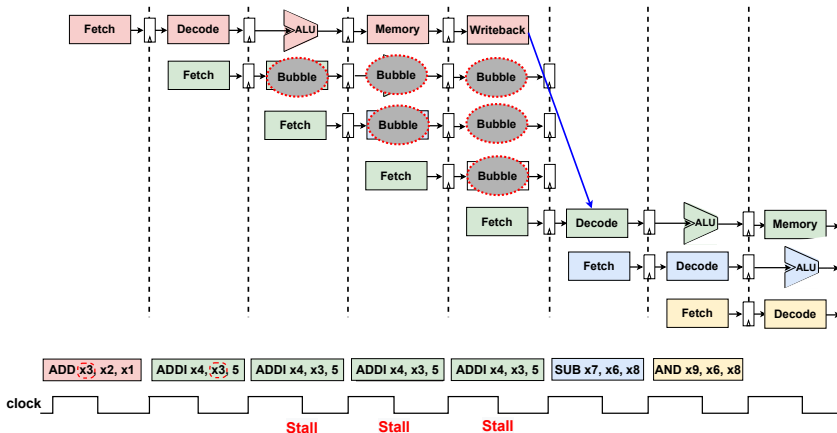 Fetch Decode ALU Memory Writeback
Fetch Bubble Bubble Bubble
Fetch Bubble Bubble
Fetch Bubble
Fetch Decode ALU Memory
Fetch Decode ALU
Fetch Decode
ADD x3, x2, x1 ADDI x4, x3, 5 ADDI x4, x3, 5 ADDI x4, x3, 5 ADDI x4, x3, 5 SUB x7, x6, x8 AND x9, x6, x8
clock
Stall Stall Stall